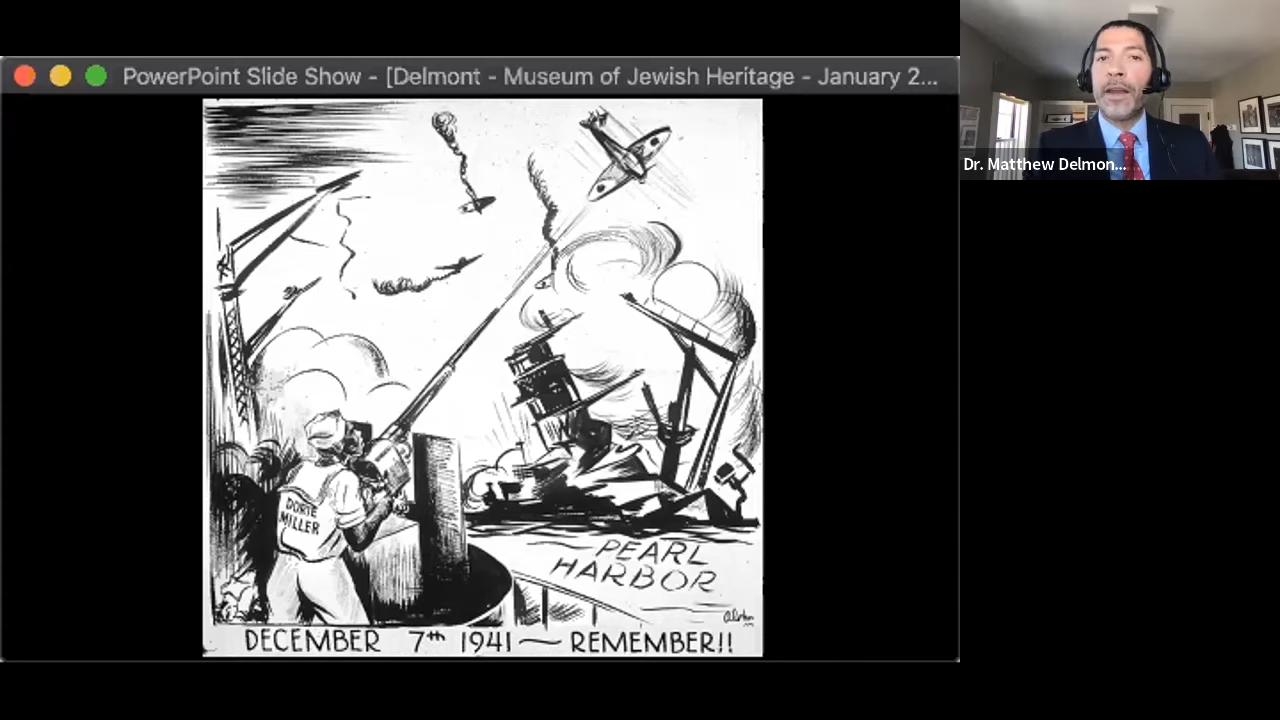 PowerPoint Slide Show - [Delmont - Museum of Jewish Heritage - January 2...
Dr. Matthew Delmon...
DORIE
MILLER
PEARL
HARBOR
Alston
DECEMBER 7th 1941 ~ REMEMBER!!